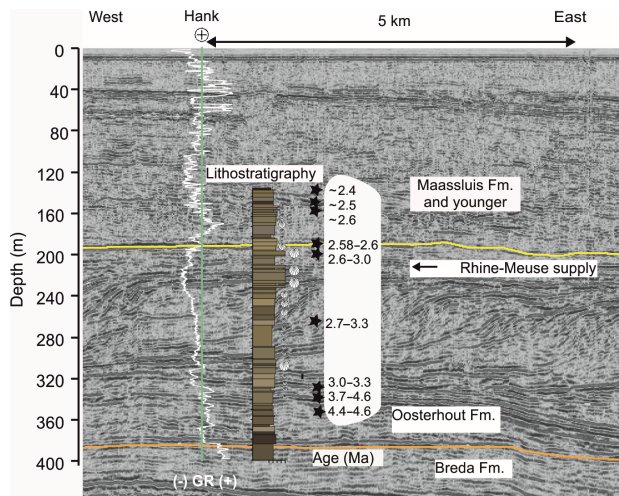 West
Hank
East
5 km
0
40
80
120
160
200
240
280
320
360
400
Depth (m)
Lithostratigraphy
~2.4
~2.5
~2.6
2.58–2.6
2.6–3.0
2.7–3.3
3.0–3.3
3.7–4.6
4.4–4.6
Age (Ma)
Maassluis Fm.
and younger
Rhine-Meuse supply
Oosterhout Fm.
Breda Fm.
(-) GR (+)